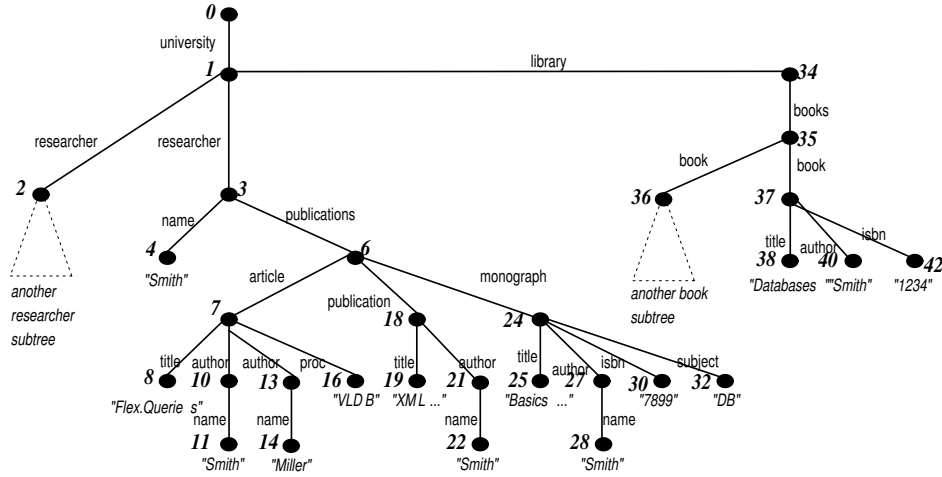 0
university
1
library
34
books
researcher
researcher
35
book
book
2
3
36
37
name
publications
title
author
isbn
4
6
38
40
42
"Smith"
article
monograph
"Databases
""Smith"
"1234"
another
researcher
subtree
publication
another book
subtree
7
18
24
title
author
author
proc
title
author
title
author
isbn
subject
8
10
13
16
19
21
25
27
30
32
"Flex.Querie s"
"VLD B"
"XM L ..."
"Basics ..."
"7899"
"DB"
name
name
name
name
11
14
22
28
"Smith"
"Miller"
"Smith"
"Smith"